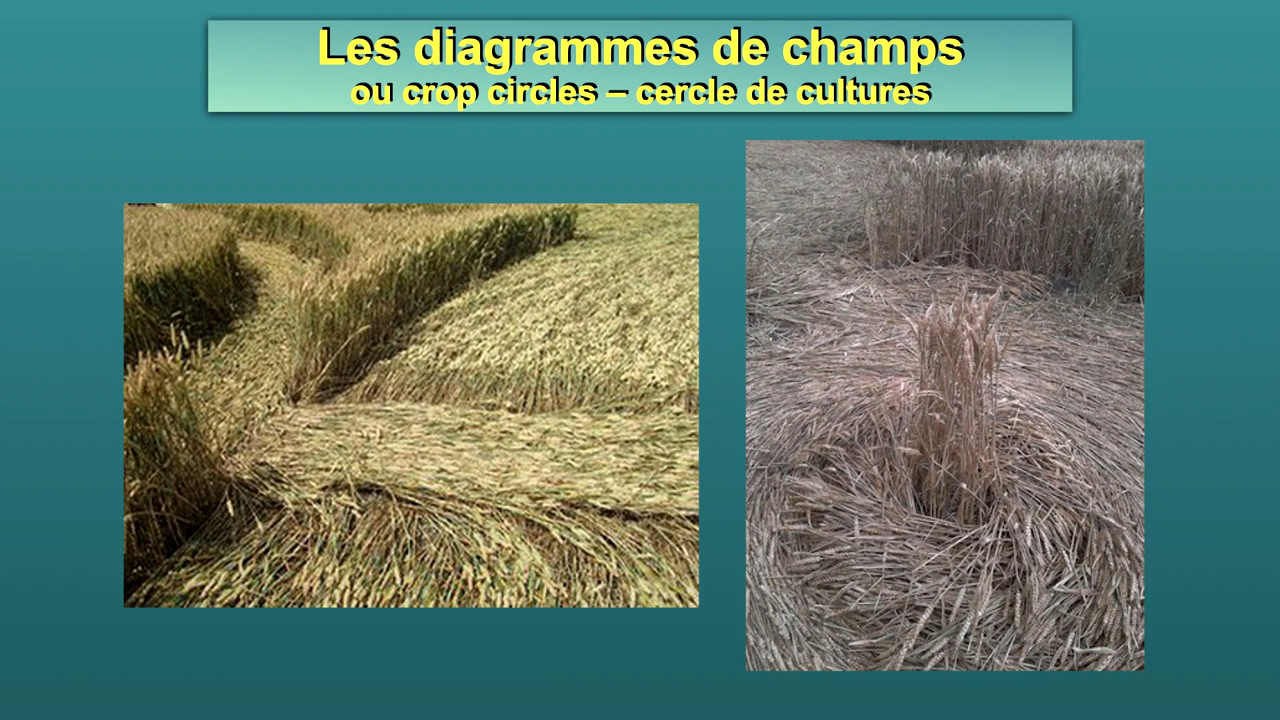 Les diagrammes de champs
ou crop circles – cercle de cultures